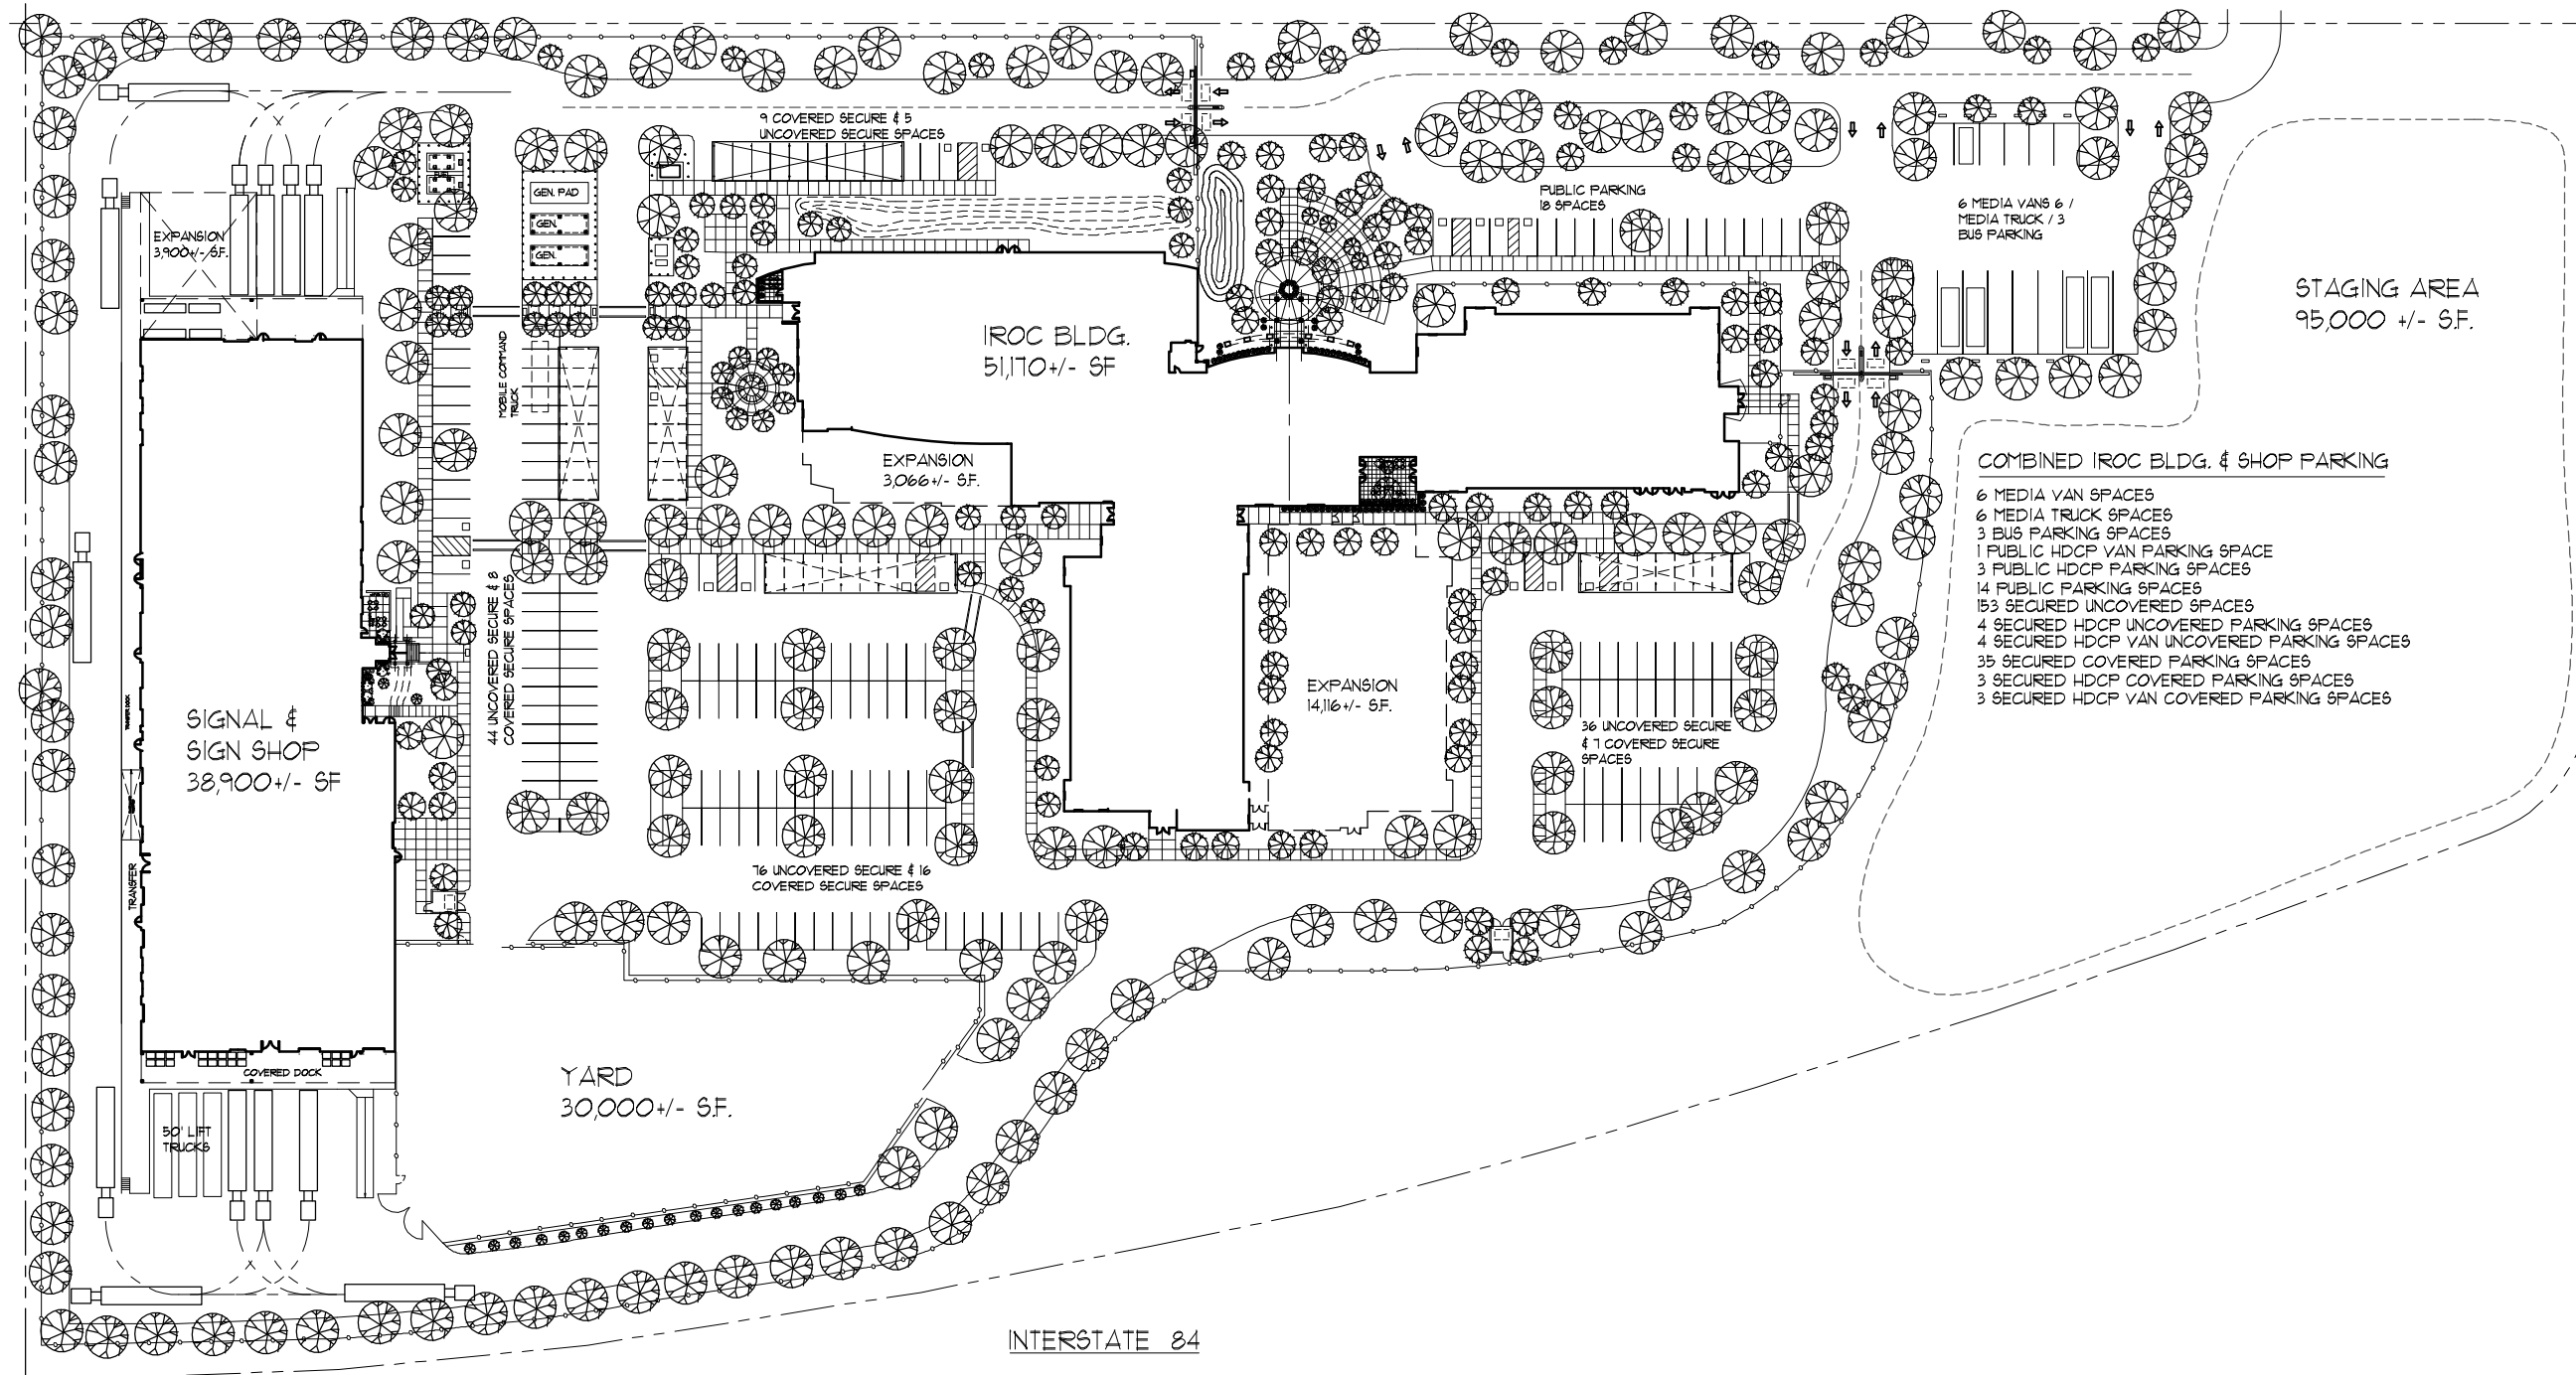 9 COVERED SECURE & 5
UNCOVERED SECURE SPACES
GEN. PAD
GEN.
GEN.
EXPANSION
3,900+/- S.F.
PUBLIC PARKING
18 SPACES
6 MEDIA VANS 6 /
MEDIA TRUCK / 3
BUS PARKING
STAGING AREA
95,000 +/- S.F.
MOBILE COMMAND
TRUCK
IROC BLDG.
51,170+/- SF
EXPANSION
3,066+/- S.F.
COMBINED IROC BLDG. & SHOP PARKING
6 MEDIA VAN SPACES
6 MEDIA TRUCK SPACES
3 BUS PARKING SPACES
1 PUBLIC HDCP VAN PARKING SPACE
3 PUBLIC HDCP PARKING SPACES
14 PUBLIC PARKING SPACES
153 SECURED UNCOVERED SPACES
4 SECURED HDCP UNCOVERED PARKING SPACES
4 SECURED HDCP VAN UNCOVERED PARKING SPACES
35 SECURED COVERED PARKING SPACES
3 SECURED HDCP COVERED PARKING SPACES
3 SECURED HDCP VAN COVERED PARKING SPACES
44 UNCOVERED SECURE & 8
COVERED SECURE SPACES
EXPANSION
14,116+/- S.F.
36 UNCOVERED SECURE
& 7 COVERED SECURE
SPACES
SIGNAL &
SIGN SHOP
38,900+/- SF
TRANSFER DOCK
TRANSFER
76 UNCOVERED SECURE & 16
COVERED SECURE SPACES
COVERED DOCK
YARD
30,000+/- S.F.
50' LIFT
TRUCKS
INTERSTATE 84